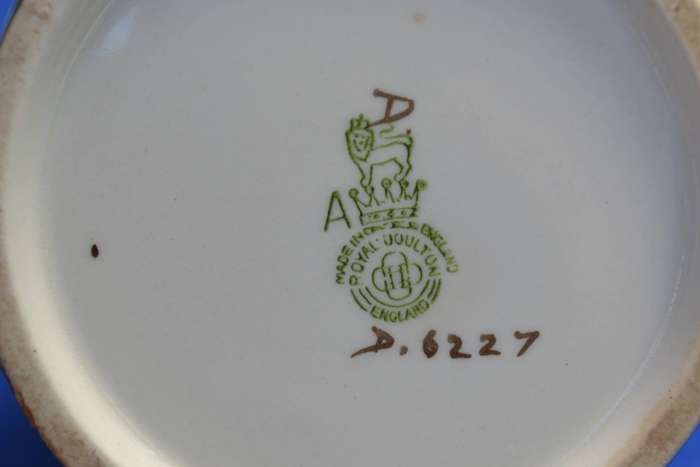 D
A
MADE IN ENGLAND
ROYAL DOULTON
ENGLAND
D.6227